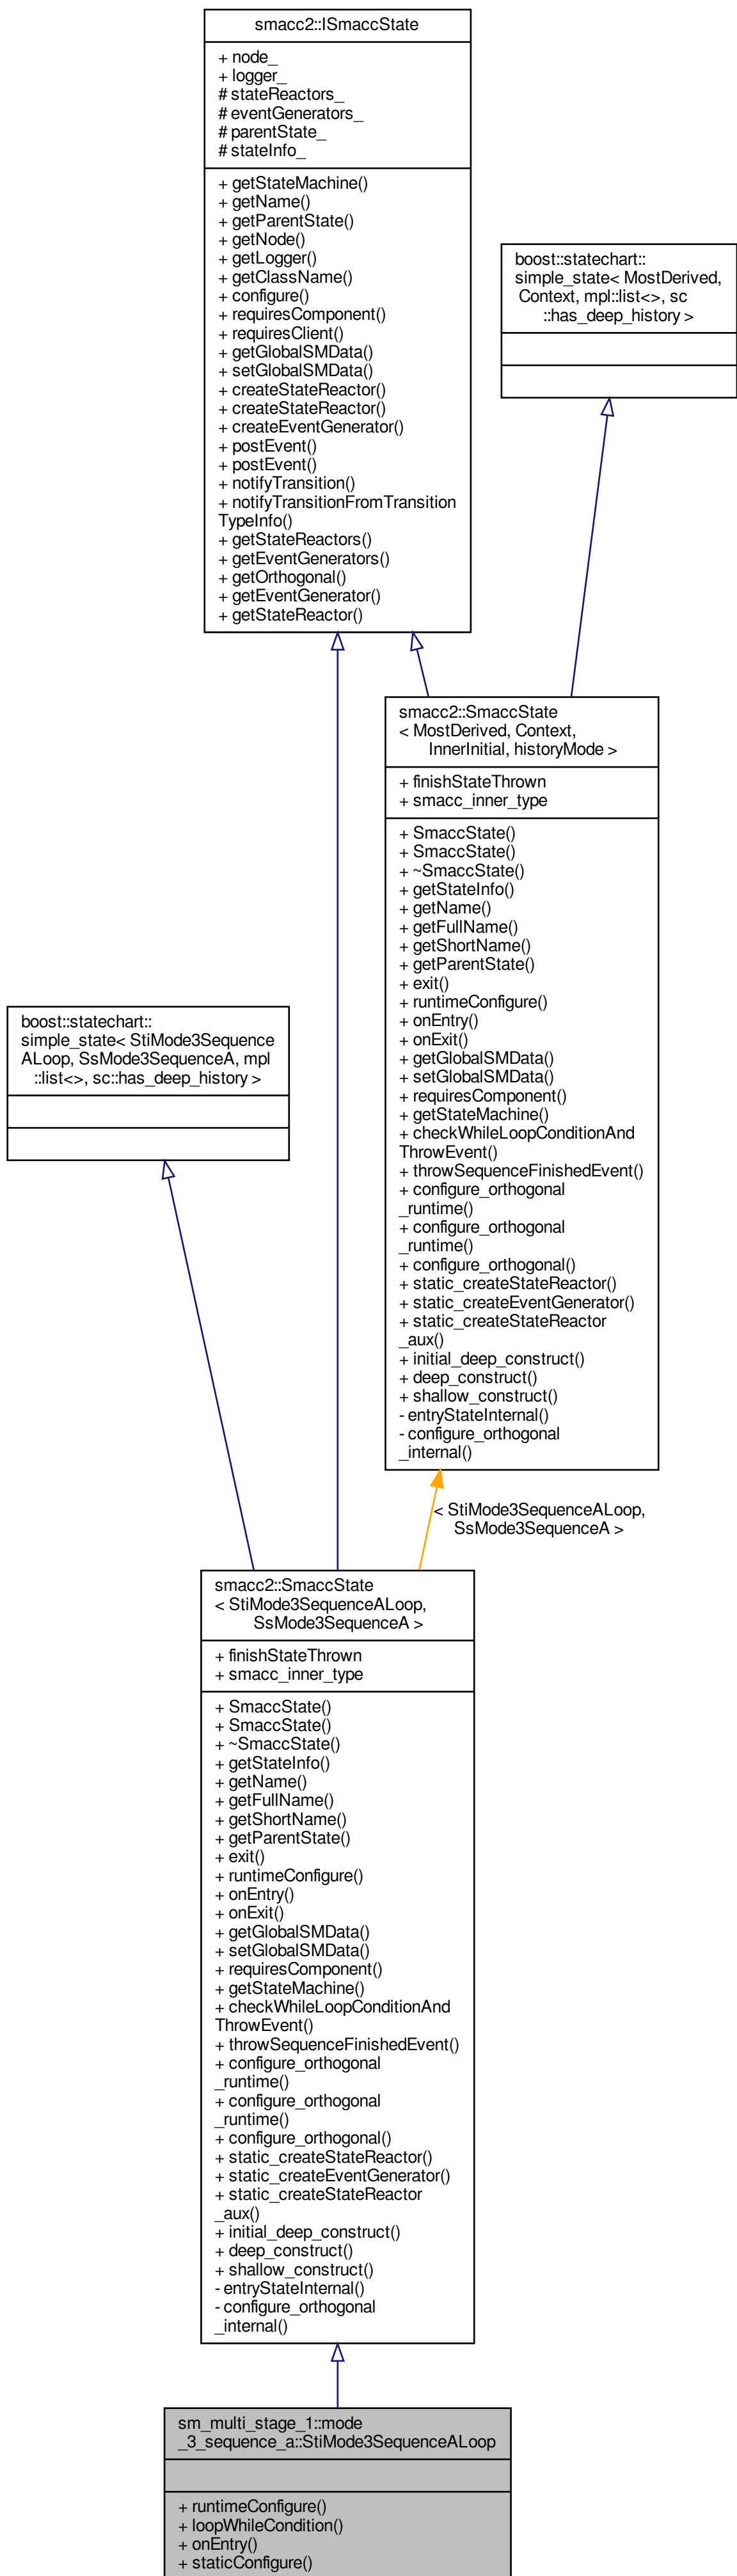 smacc2::ISmaccState
+ node_
+ logger_
# stateReactors_
# eventGenerators_
# parentState_
# stateInfo_
+ getStateMachine()
+ getName()
+ getParentState()
+ getNode()
+ getLogger()
+ getClassName()
+ configure()
+ requiresComponent()
+ requiresClient()
+ getGlobalSMData()
+ setGlobalSMData()
+ createStateReactor()
+ createStateReactor()
+ createEventGenerator()
+ postEvent()
+ postEvent()
+ notifyTransition()
+ notifyTransitionFromTransition
TypeInfo()
+ getStateReactors()
+ getEventGenerators()
+ getOrthogonal()
+ getEventGenerator()
+ getStateReactor()
boost::statechart::
simple_state< MostDerived,
Context, mpl::list<>, sc
::has_deep_history >
smacc2::SmaccState
< MostDerived, Context,
InnerInitial, historyMode >
+ finishStateThrown
+ smacc_inner_type
+ SmaccState()
+ SmaccState()
+ ~SmaccState()
+ getStateInfo()
+ getName()
+ getFullName()
+ getShortName()
+ getParentState()
+ exit()
+ runtimeConfigure()
+ onEntry()
+ onExit()
+ getGlobalSMData()
+ setGlobalSMData()
+ requiresComponent()
+ getStateMachine()
+ checkWhileLoopConditionAnd
ThrowEvent()
+ throwSequenceFinishedEvent()
+ configure_orthogonal
_runtime()
+ configure_orthogonal
_runtime()
+ configure_orthogonal()
+ static_createStateReactor()
+ static_createEventGenerator()
+ static_createStateReactor
_aux()
+ initial_deep_construct()
+ deep_construct()
+ shallow_construct()
- entryStateInternal()
- configure_orthogonal
_internal()
boost::statechart::
simple_state< StiMode3Sequence
ALoop, SsMode3SequenceA, mpl
::list<>, sc::has_deep_history >
< StiMode3SequenceALoop,
SsMode3SequenceA >
smacc2::SmaccState
< StiMode3SequenceALoop,
SsMode3SequenceA >
+ finishStateThrown
+ smacc_inner_type
+ SmaccState()
+ SmaccState()
+ ~SmaccState()
+ getStateInfo()
+ getName()
+ getFullName()
+ getShortName()
+ getParentState()
+ exit()
+ runtimeConfigure()
+ onEntry()
+ onExit()
+ getGlobalSMData()
+ setGlobalSMData()
+ requiresComponent()
+ getStateMachine()
+ checkWhileLoopConditionAnd
ThrowEvent()
+ throwSequenceFinishedEvent()
+ configure_orthogonal
_runtime()
+ configure_orthogonal
_runtime()
+ configure_orthogonal()
+ static_createStateReactor()
+ static_createEventGenerator()
+ static_createStateReactor
_aux()
+ initial_deep_construct()
+ deep_construct()
+ shallow_construct()
- entryStateInternal()
- configure_orthogonal
_internal()
sm_multi_stage_1::mode
_3_sequence_a::StiMode3SequenceALoop
+ runtimeConfigure()
+ loopWhileCondition()
+ onEntry()
+ staticConfigure()